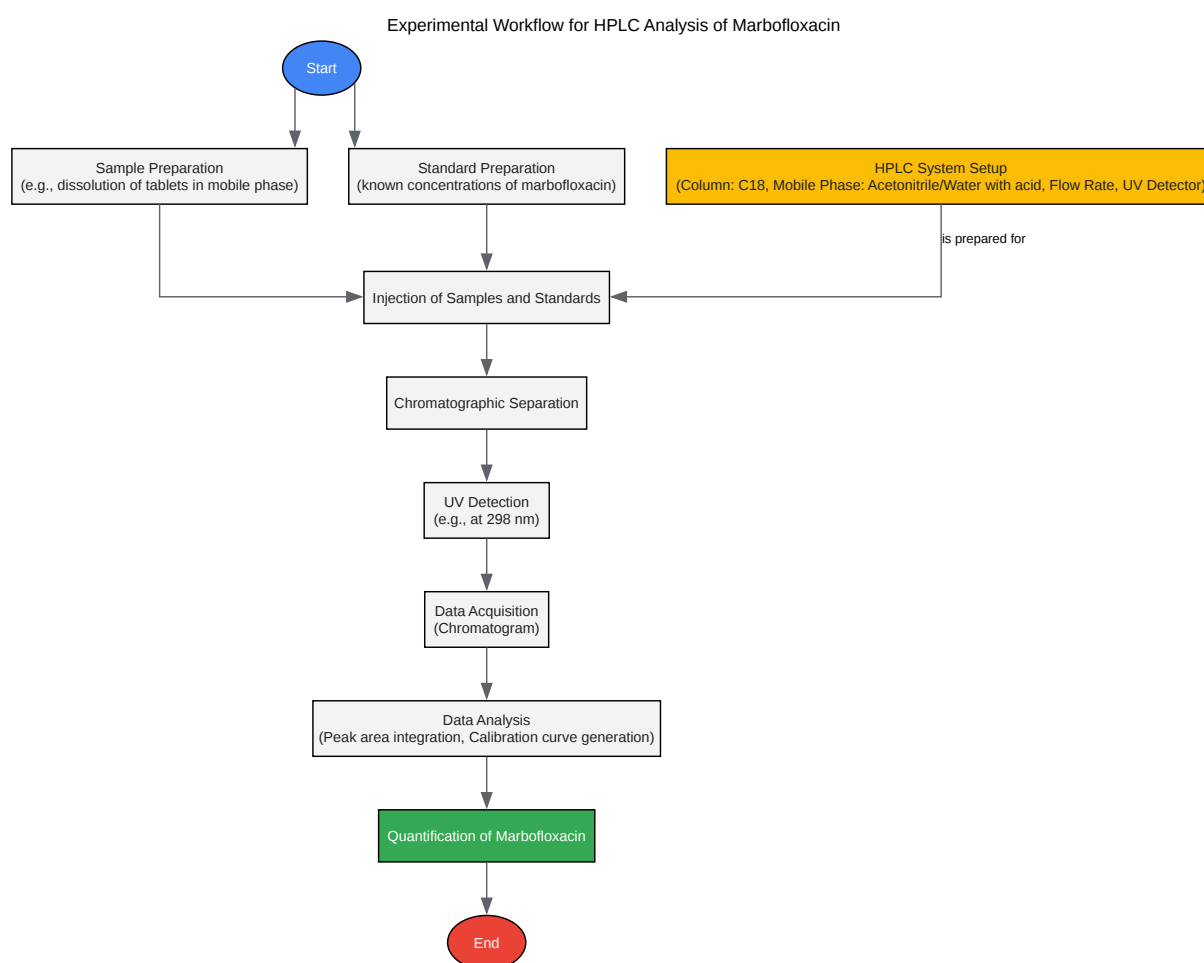 Experimental Workflow for HPLC Analysis of Marbofloxacin
Start
Sample Preparation
(e.g., dissolution of tablets in mobile phase)
Standard Preparation
(known concentrations of marbofloxacin)
HPLC System Setup
(Column: C18, Mobile Phase: Acetonitrile/Water with acid, Flow Rate, UV Detector)
is prepared for
Injection of Samples and Standards
Chromatographic Separation
UV Detection
(e.g., at 298 nm)
Data Acquisition
(Chromatogram)
Data Analysis
(Peak area integration, Calibration curve generation)
Quantification of Marbofloxacin
End